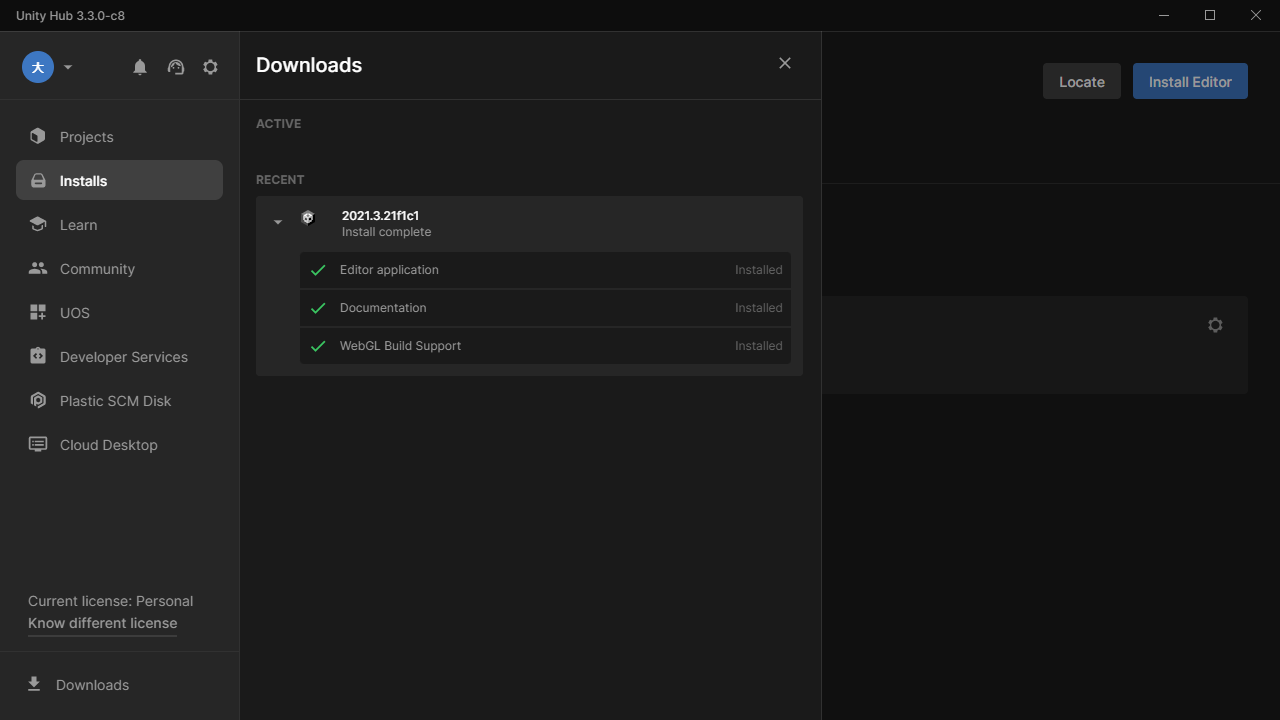 Unity Hub 3.3.0-c8
大
Projects
Installs
Learn
Community
UOS
Developer Services
Plastic SCM Disk
Cloud Desktop
Current license: Personal
Know different license
Downloads
Downloads
ACTIVE
RECENT
2021.3.21f1c1
Install complete
Editor application Installed
Documentation Installed
WebGL Build Support Installed
Locate
Install Editor